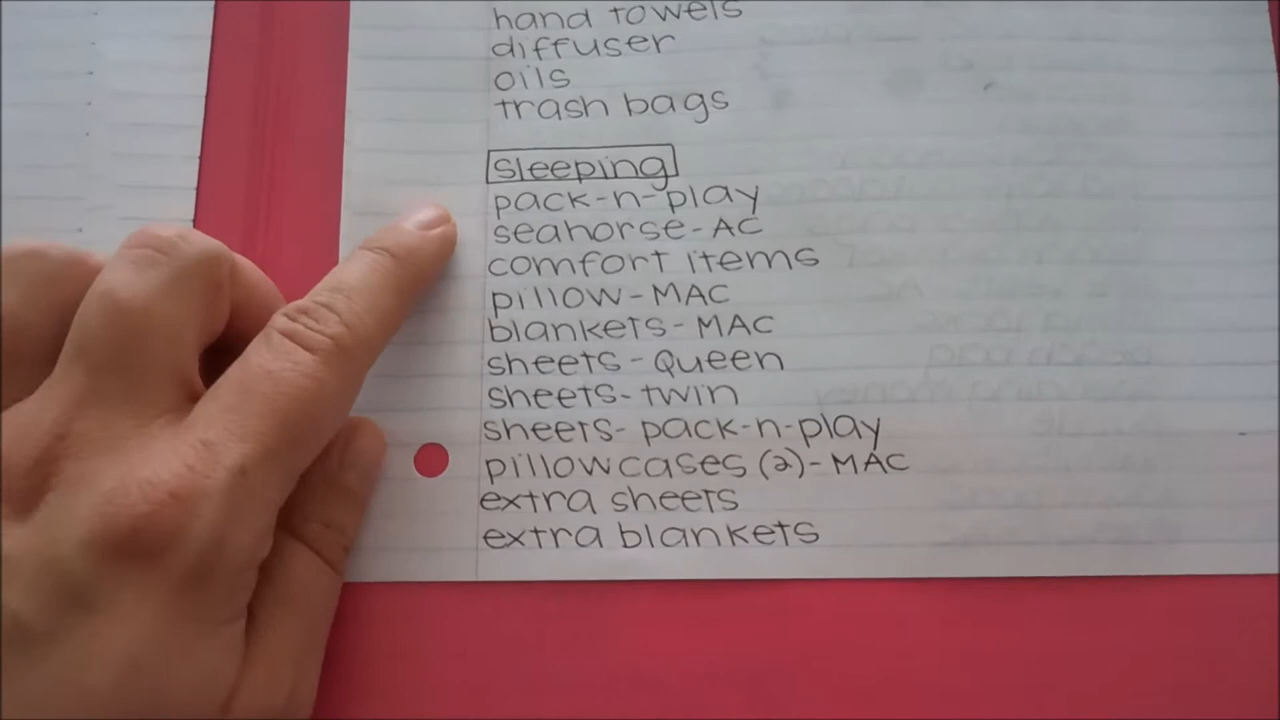 hand towels
diffuser
oils
trash bags
sleeping
pack-n-play
seahorse-AC
comfort items
pillow-MAC
blankets-MAC
sheets-Queen
sheets-twin
sheets-pack-n-play
pillowcases (2)-MAC
extra sheets
extra blankets